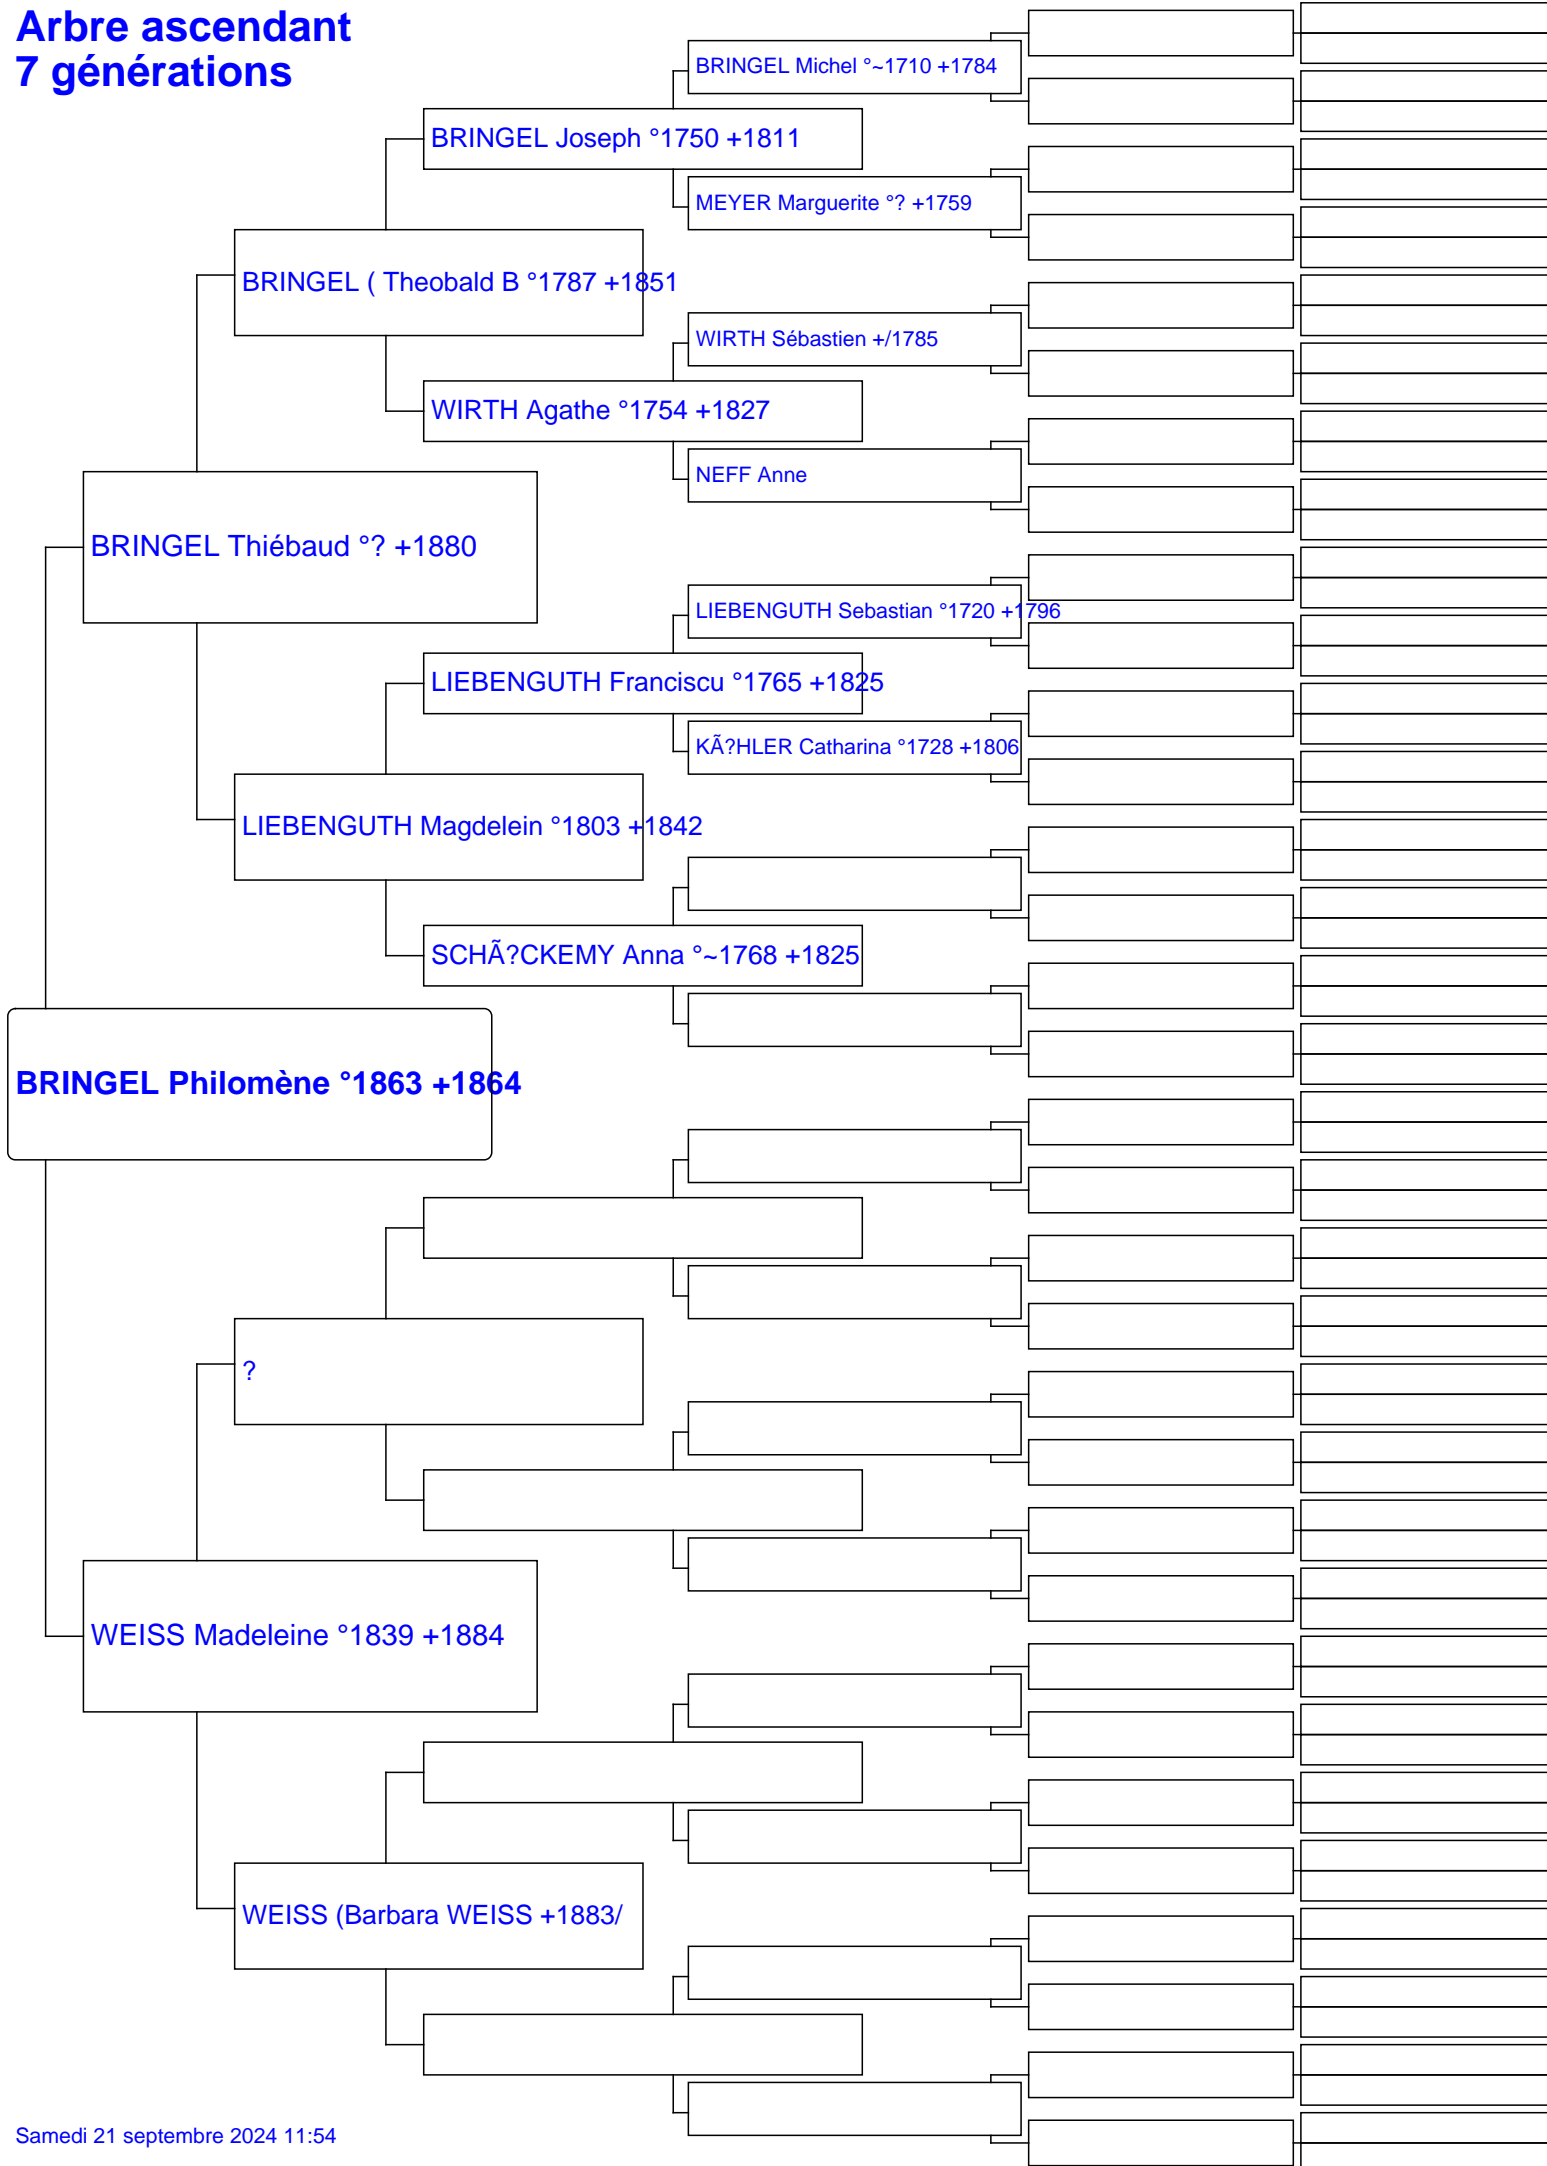 Arbre ascendant
7 générations
BRINGEL Michel °~1710 +1784
BRINGEL Joseph °1750 +1811
MEYER Marguerite °? +1759
BRINGEL ( Theobald B °1787 +1851
WIRTH Sébastien +/1785
WIRTH Agathe °1754 +1827
NEFF Anne
BRINGEL Thiébaud °? +1880
LIEBENGUTH Sebastian °1720 +1796
LIEBENGUTH Franciscu °1765 +1825
KÃ?HLER Catharina °1728 +1806
LIEBENGUTH Magdelein °1803 +1842
SCHÃ?CKEMY Anna °~1768 +1825
BRINGEL Philomène °1863 +1864
?
WEISS Madeleine °1839 +1884
WEISS (Barbara WEISS +1883/
Samedi 21 septembre 2024 11:54